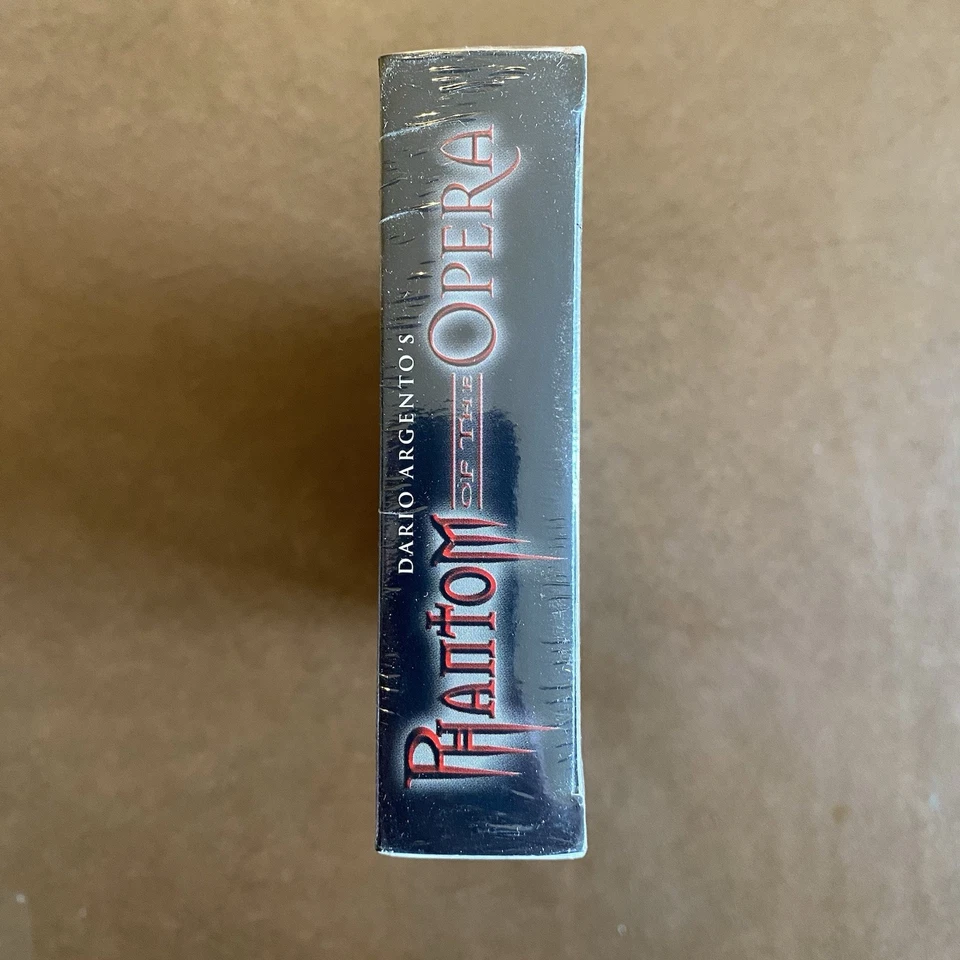 DARIO ARGENTO'S
PHANTOM OF THE OPERA